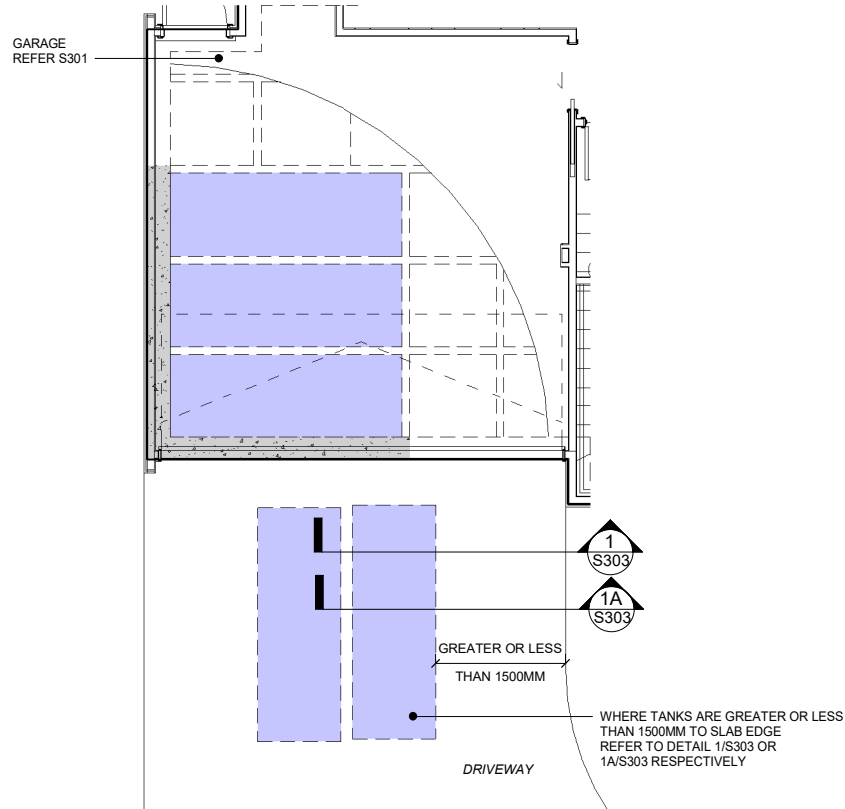 GARAGE
REFER S301
1
S303
1A
S303
GREATER OR LESS
THAN 1500MM
WHERE TANKS ARE GREATER OR LESS
THAN 1500MM TO SLAB EDGE
REFER TO DETAIL 1/S303 OR
1A/S303 RESPECTIVELY
DRIVEWAY